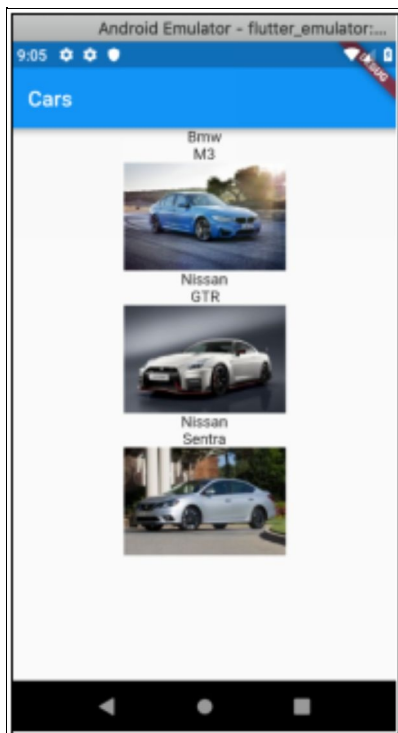 Android Emulator - flutter_emulator:...
9:05
DEBUG
Cars
Bmw
M3
Nissan
GTR
Nissan
Sentra